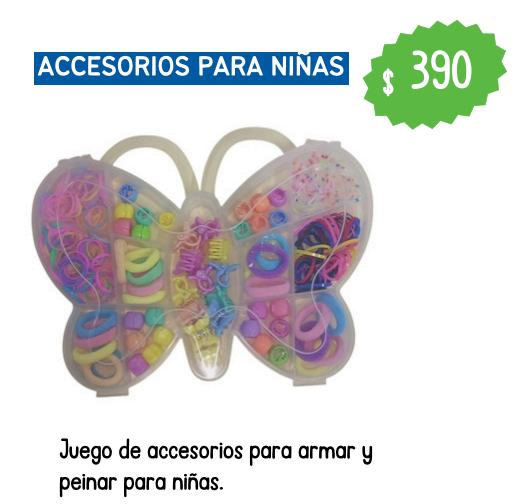 ACCESORIOS PARA NIÑAS
$ 390
Juego de accesorios para armar y
peinar para niñas.